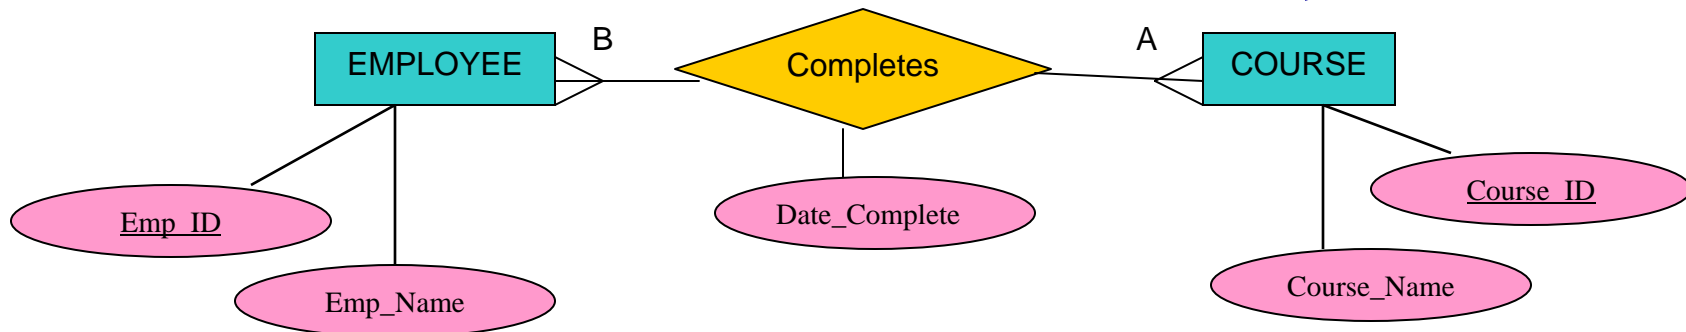 EMPLOYEE
B
Completes
A
COURSE
Emp_ID
Emp_Name
Date_Complete
Course_ID
Course_Name